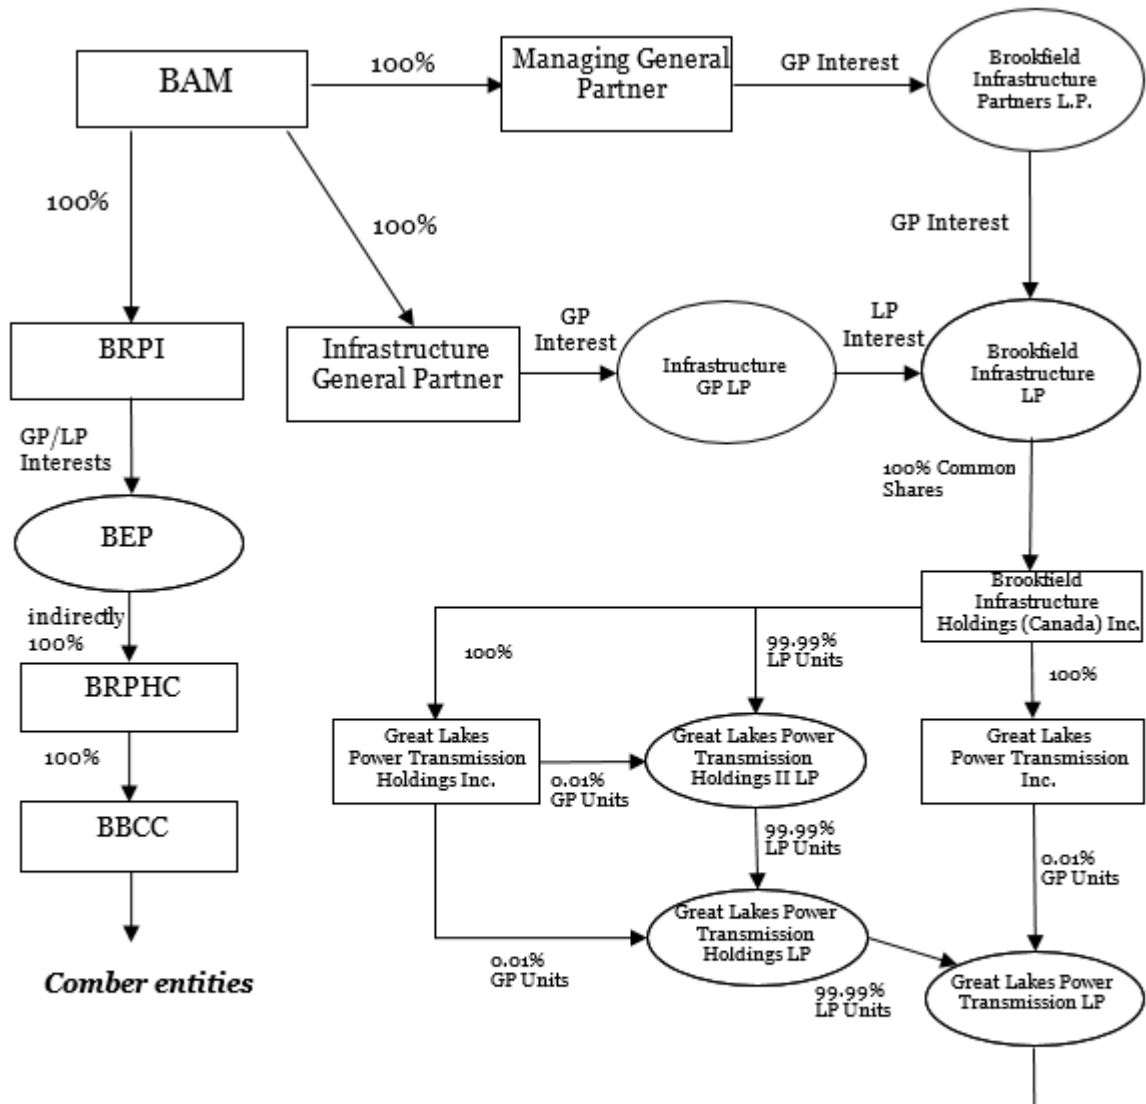 BAM
100%
Managing General
Partner
GP Interest
Brookfield
Infrastructure
Partners L.P.
100%
100%
GP Interest
BRPI
Infrastructure
General Partner
GP
Interest
Infrastructure
GP LP
LP
Interest
Brookfield
Infrastructure
LP
GP/LP
Interests
100% Common
Shares
BEP
indirectly
100%
Brookfield
Infrastructure
Holdings (Canada) Inc.
100%
99.99%
LP Units
100%
BRPHC
100%
Great Lakes
Power Transmission
Holdings Inc.
0.01%
GP Units
Great Lakes Power
Transmission
Holdings II LP
Great Lakes
Power Transmission
Inc.
BBCC
99.99%
LP Units
0.01%
GP Units
Great Lakes Power
Transmission
Holdings LP
0.01%
GP Units
99.99%
LP Units
Great Lakes Power
Transmission LP
Comber entities